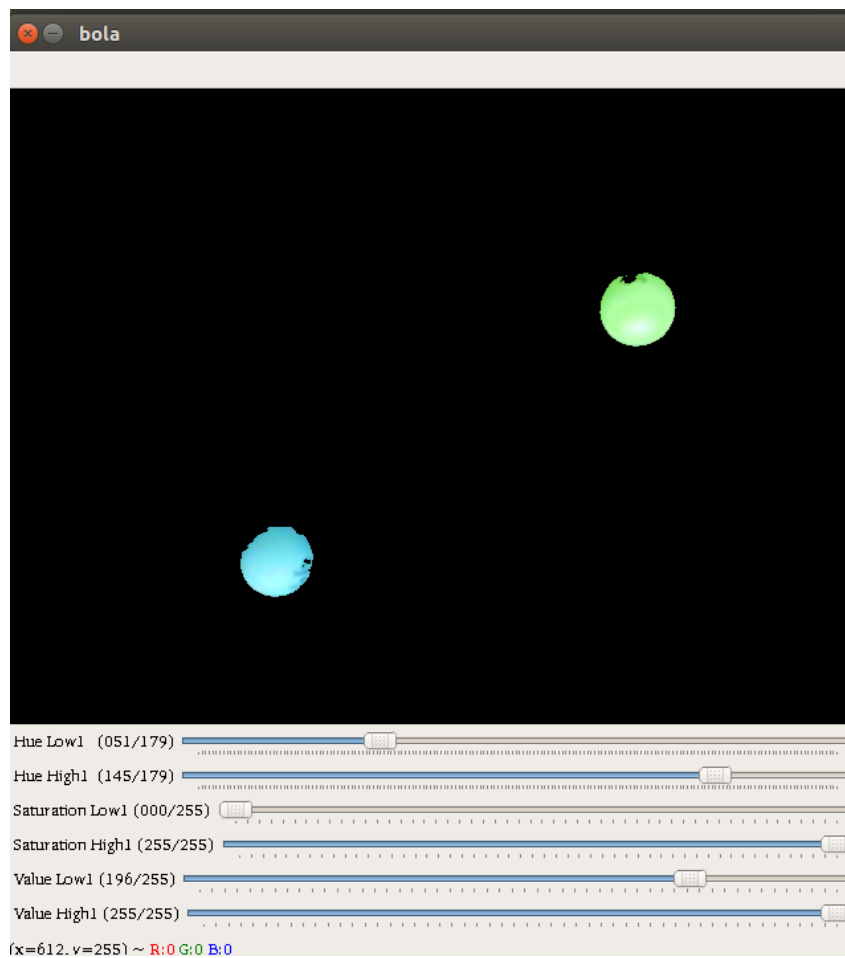 bola
Hue Low1 (051/179)
Hue High1 (145/179)
Saturation Low1 (000/255)
Saturation High1 (255/255)
Value Low1 (196/255)
Value High1 (255/255)
(x=612, y=255) ~ R:0 G:0 B:0